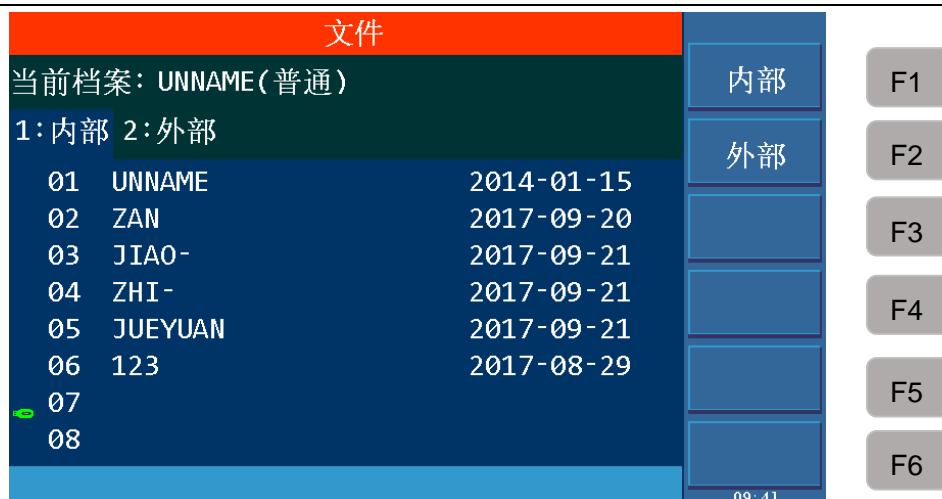 文件
当前档案: UNNAME(普通)
1:内部 2:外部
01 UNNAME 2014-01-15
02 ZAN 2017-09-20
03 JIAO- 2017-09-21
04 ZHI- 2017-09-21
05 JUEYUAN 2017-09-21
06 123 2017-08-29
07
08
内部
外部
09:41
F1
F2
F3
F4
F5
F6